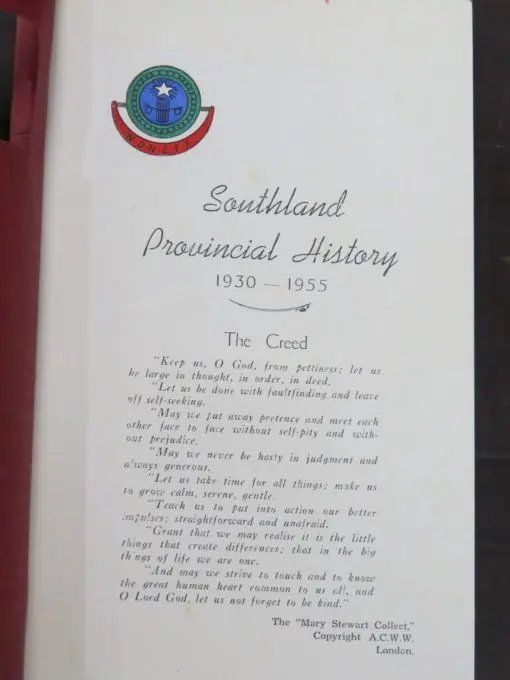 W.D.N.Z.F.U.
Southland
Provincial History
1930 — 1955
The Creed
"Keep us, O God, from pettiness; let us
be large in thought, in order, in deed.
"Let us be done with faultfinding and leave
off self-seeking.
"May we put away pretence and meet each
other face to face without self-pity and with-
out prejudice.
"May we never be hasty in judgment and
always generous.
"Let us take time for all things; make us
to grow calm, serene, gentle.
"Teach us to put into action our better
impulses; straightforward and unafraid.
"Grant that we may realise it is the little
things that create differences; that in the big
things of life we are one.
"And may we strive to touch and to know
the great human heart common to us all, and
O Lord God, let us not forget to be kind."
The "Mary Stewart Collect,"
Copyright A.C.W.W.
London.